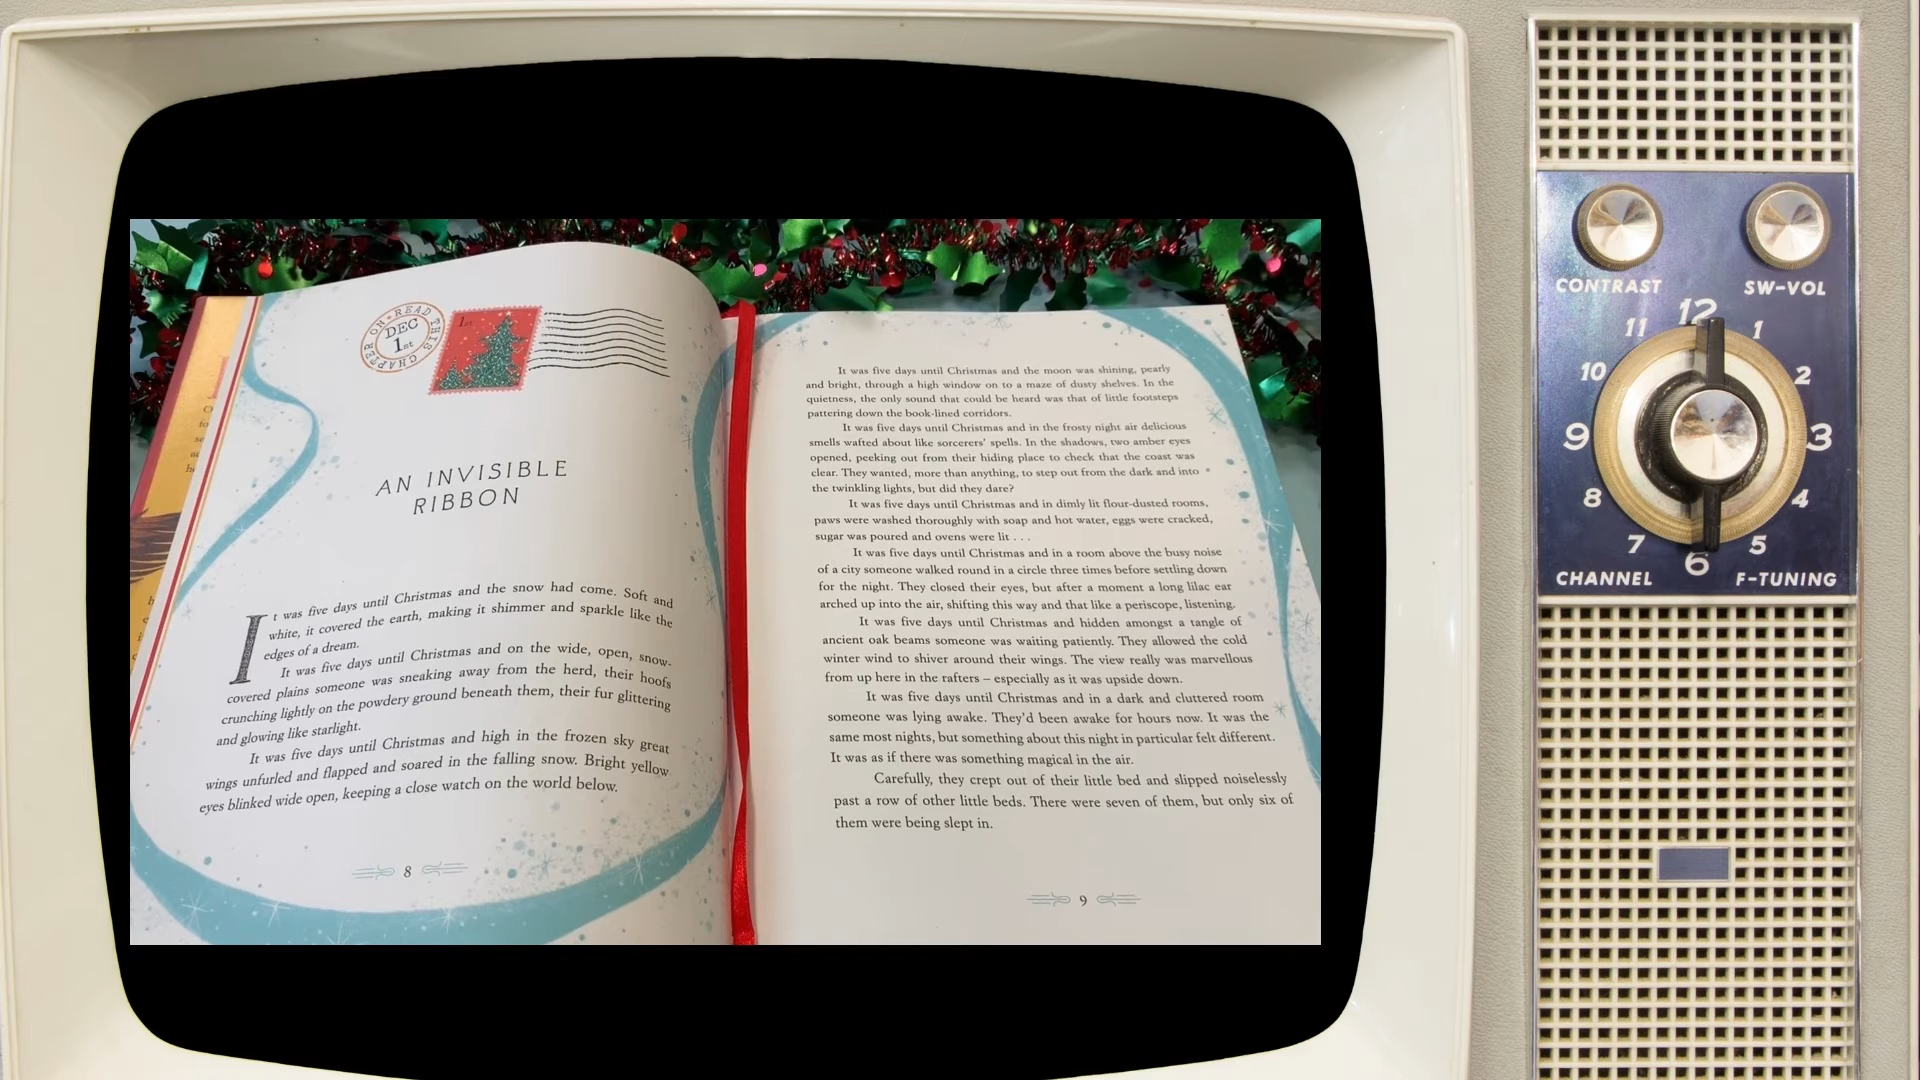 READ THIS CHAPTER ON
DEC
1st
1st
AN INVISIBLE
RIBBON
It was five days until Christmas and the snow had come. Soft and
white, it covered the earth, making it shimmer and sparkle like the
edges of a dream.
It was five days until Christmas and on the wide, open, snow-
covered plains someone was sneaking away from the herd, their hoofs
crunching lightly on the powdery ground beneath them, their fur glittering
and glowing like starlight.
It was five days until Christmas and high in the frozen sky great
wings unfurled and flapped and soared in the falling snow. Bright yellow
eyes blinked wide open, keeping a close watch on the world below.
8
It was five days until Christmas and the moon was shining, pearly
and bright, through a high window on to a maze of dusty shelves. In the
quietness, the only sound that could be heard was that of little footsteps
pattering down the book-lined corridors.
It was five days until Christmas and in the frosty night air delicious
smells wafted about like sorcerers' spells. In the shadows, two amber eyes
opened, peeking out from their hiding place to check that the coast was
clear. They wanted, more than anything, to step out from the dark and into
the twinkling lights, but did they dare?
It was five days until Christmas and in dimly lit flour-dusted rooms,
paws were washed thoroughly with soap and hot water, eggs were cracked,
sugar was poured and ovens were lit . . .
It was five days until Christmas and in a room above the busy noise
of a city someone walked round in a circle three times before settling down
for the night. They closed their eyes, but after a moment a long lilac ear
arched up into the air, shifting this way and that like a periscope, listening.
It was five days until Christmas and hidden amongst a tangle of
ancient oak beams someone was waiting patiently. They allowed the cold
winter wind to shiver around their wings. The view really was marvellous
from up here in the rafters – especially as it was upside down.
It was five days until Christmas and in a dark and cluttered room
someone was lying awake. They'd been awake for hours now. It was the
same most nights, but something about this night in particular felt different.
It was as if there was something magical in the air.
Carefully, they crept out of their little bed and slipped noiselessly
past a row of other little beds. There were seven of them, but only six of
them were being slept in.
9
CONTRAST
SW-VOL
12
11
1
10
2
9
3
8
4
7
5
6
CHANNEL
F-TUNING